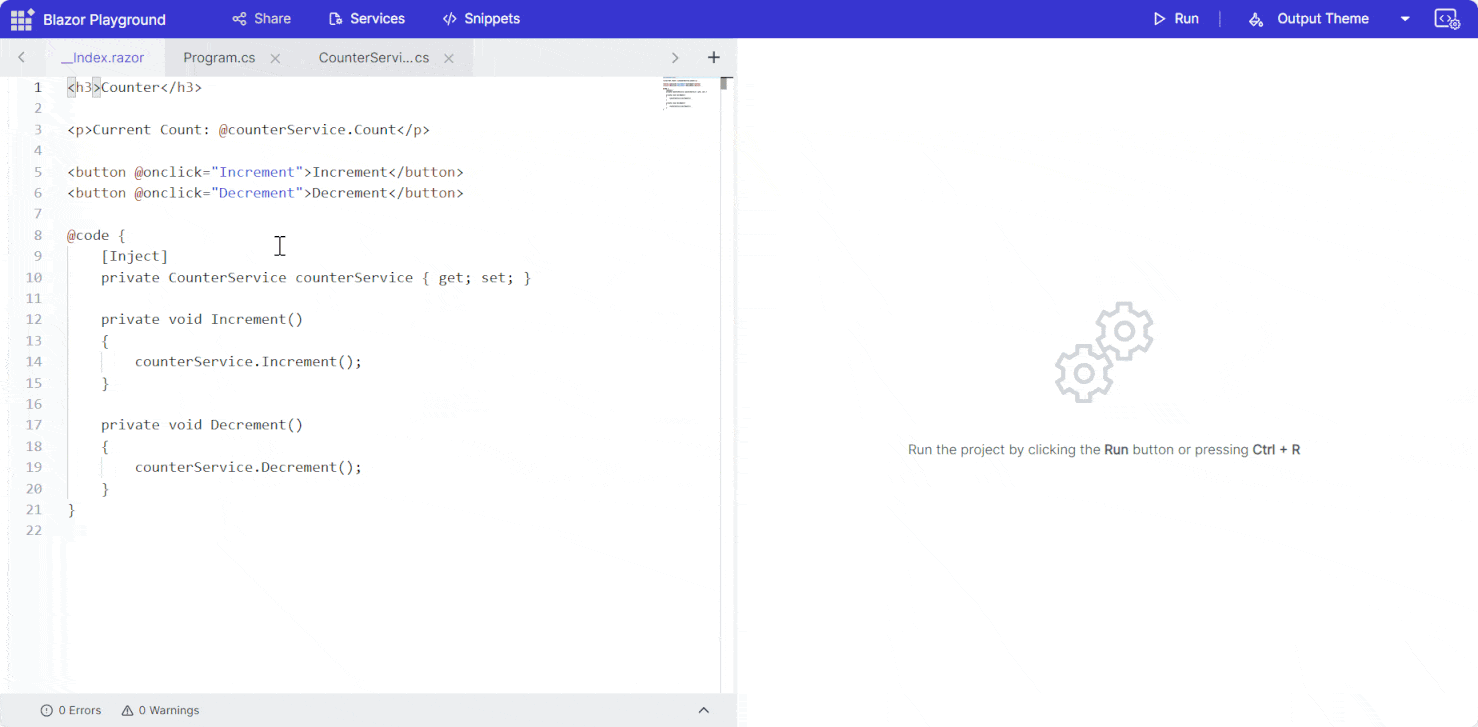 Blazor Playground Share Services </> Snippets Run Output Theme
__Index.razor Program.cs CounterServi...cs
1 <h3>Counter</h3>
2
3 <p>Current Count: @counterService.Count</p>
4
5 <button @onclick="Increment">Increment</button>
6 <button @onclick="Decrement">Decrement</button>
7
8 @code {
9 [Inject]
10 private CounterService counterService { get; set; }
11
12 private void Increment()
13 {
14 counterService.Increment();
15 }
16
17 private void Decrement()
18 {
19 counterService.Decrement();
20 }
21 }
22
Run the project by clicking the Run button or pressing Ctrl + R
0 Errors 0 Warnings